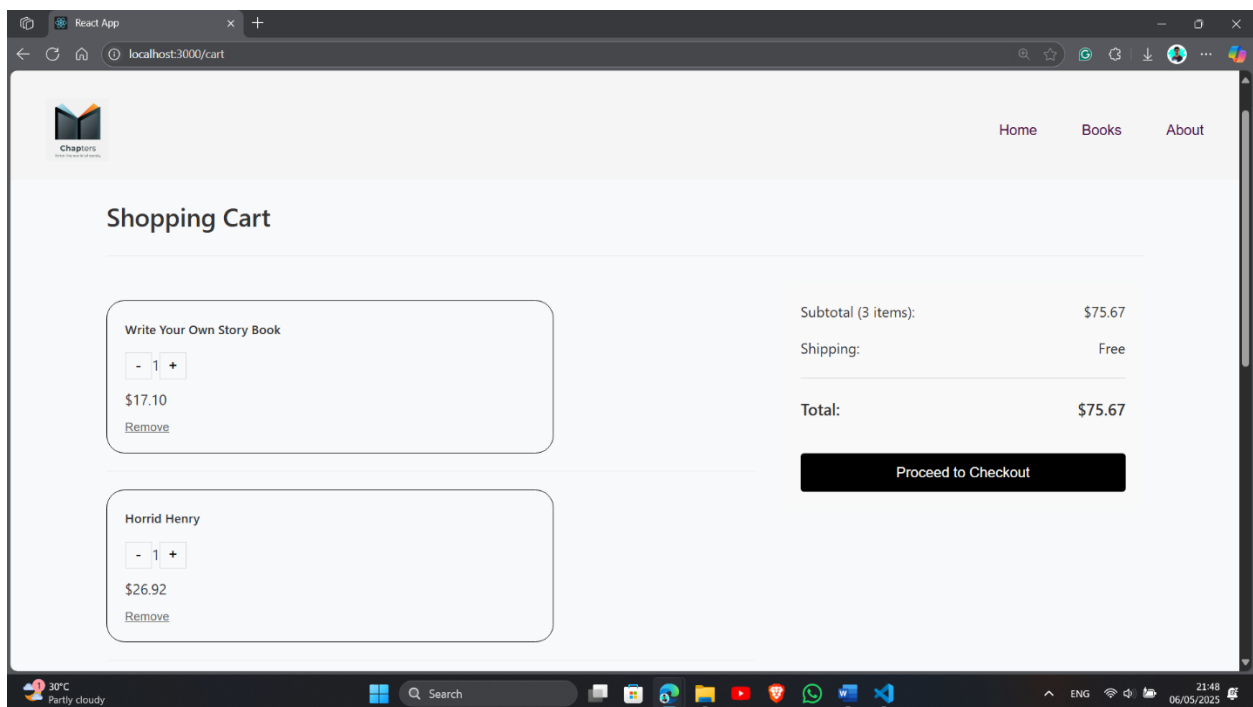 React App
localhost:3000/cart
Chapters
Home Books About
Shopping Cart
Write Your Own Story Book
- 1 +
$17.10
Remove
Horrid Henry
- 1 +
$26.92
Remove
Subtotal (3 items): $75.67
Shipping: Free
Total: $75.67
Proceed to Checkout
1
30°C
Partly cloudy
Search
ENG
21:48
06/05/2025